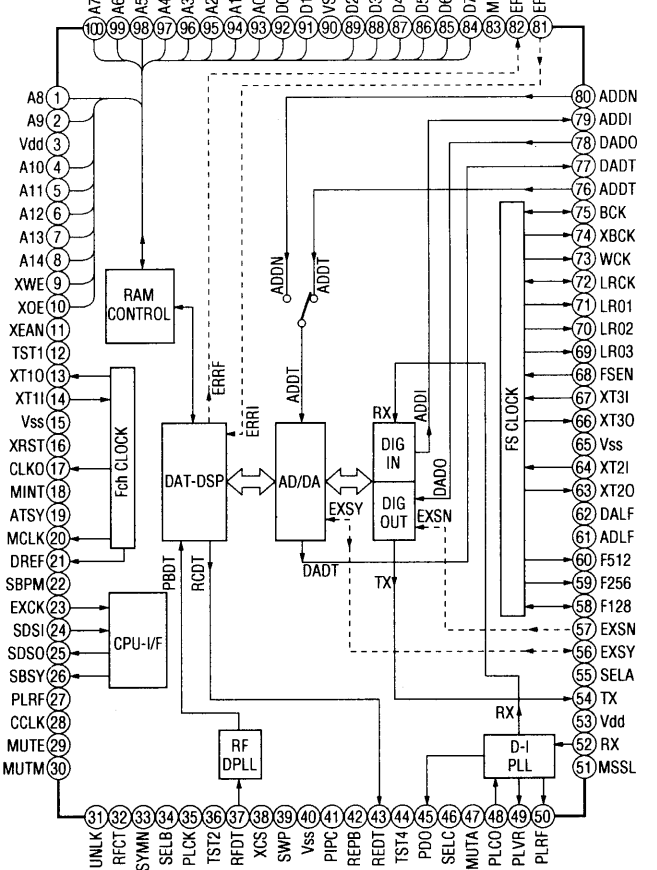 A7 A6 A5 A4 A3 A2 A1 A0 D0 D1 D2 D3 D4 D5 D6 D7
100 99 98 97 96 95 94 93 92 91 90 89 88 87 86 85 84 83 82 81
A8 1
A9 2
Vdd 3
A10 4
A11 5
A12 6
A13 7
A14 8
XWE 9
XOE 10
XEAN 11
TST1 12
XT1O 13
XT1I 14
Vss 15
XRST 16
CLKO 17
MINT 18
ATSY 19
MCLK 20
DREF 21
SBPM 22
EXCK 23
SDSI 24
SDSO 25
SBSY 26
PLRF 27
CCLK 28
MUTE 29
MUTM 30
RAM
CONTROL
Fch CLOCK
CPU-I/F
DAT-DSP
AD/DA
DIG
IN
DIG
OUT
FS CLOCK
RF
DPLL
D-I
PLL
ERRF
ERRI
ADDN
ADDT
ADDT
RX
ADDI
DADO
EXSY
EXSN
DADT
TX
PBDT
RCDT
RX
80 ADDN
79 ADDI
78 DADO
77 DADT
76 ADDT
75 BCK
74 XBCK
73 WCK
72 LRCK
71 LR01
70 LR02
69 LR03
68 FSEN
67 XT3I
66 XT3O
65 Vss
64 XT2I
63 XT2O
62 DALF
61 ADLF
60 F512
59 F256
58 F128
57 EXSN
56 EXSY
55 SELA
54 TX
53 Vdd
52 RX
51 MSSL
31 32 33 34 35 36 37 38 39 40 41 42 43 44 45 46 47 48 49 50
UNLK RFCT SYMN SELB PLCK TST2 RFDT XCS SWP Vss PIPC REPB REDT TST4 PDO SELC MUTA PLCO PLVR PLRF